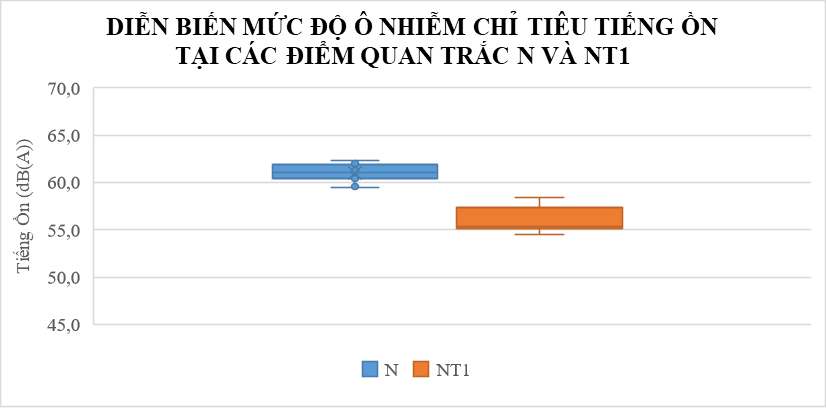 DIỄN BIẾN MỨC ĐỘ Ô NHIỄM CHỈ TIÊU TIẾNG ỒN
TẠI CÁC ĐIỂM QUAN TRẮC N VÀ NT1
70,0
65,0
60,0
55,0
50,0
45,0
Tiếng Ồn (dB(A))
N
NT1